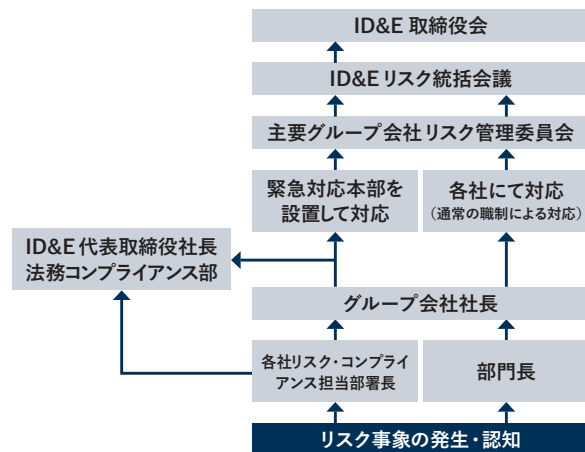 ID&E 取締役会
ID&Eリスク統括会議
主要グループ会社リスク管理委員会
緊急対応本部を
設置して対応
各社にて対応
(通常の職制による対応)
ID&E代表取締役社長
法務コンプライアンス部
グループ会社社長
各社リスク・コンプライ
アンス担当部署長
部門長
リスク事象の発生・認知